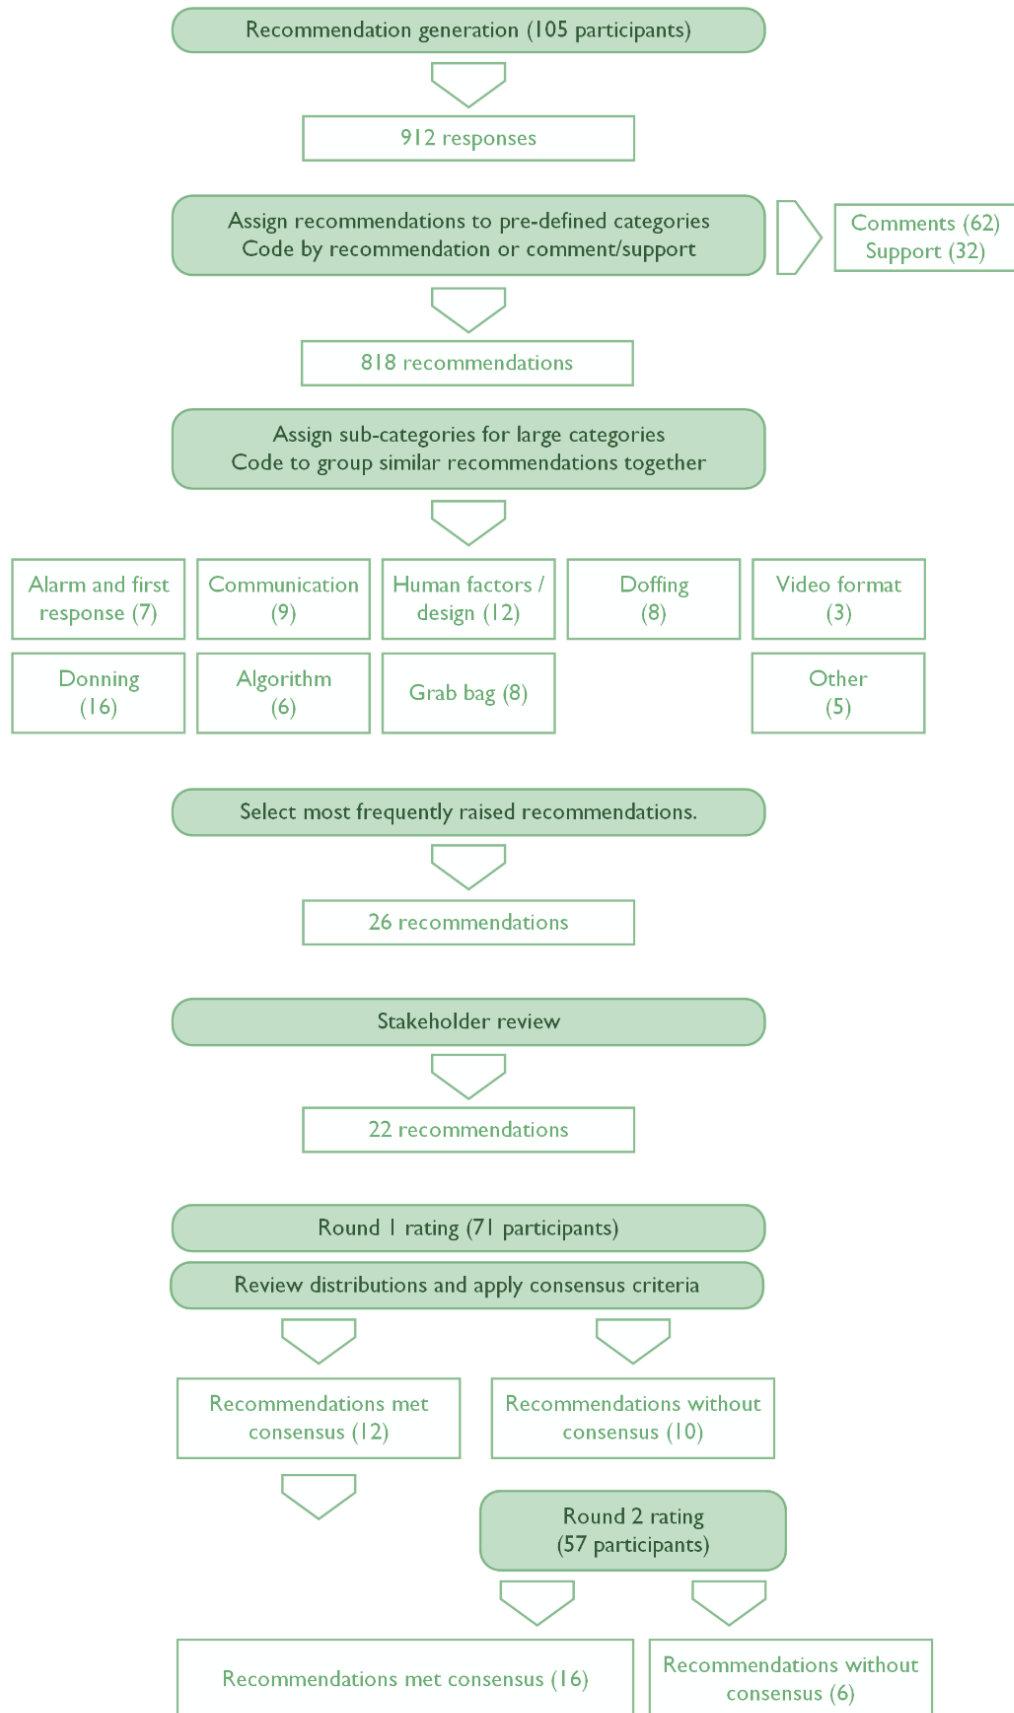 Recommendation generation (105 participants)
912 responses
Assign recommendations to pre-defined categories
Code by recommendation or comment/support
Comments (62)
Support (32)
818 recommendations
Assign sub-categories for large categories
Code to group similar recommendations together
Alarm and first
response (7)
Communication
(9)
Human factors /
design (12)
Doffing
(8)
Video format
(3)
Donning
(16)
Algorithm
(6)
Grab bag (8)
Other
(5)
Select most frequently raised recommendations.
26 recommendations
Stakeholder review
22 recommendations
Round 1 rating (71 participants)
Review distributions and apply consensus criteria
Recommendations met
consensus (12)
Recommendations without
consensus (10)
Round 2 rating
(57 participants)
Recommendations met consensus (16)
Recommendations without
consensus (6)